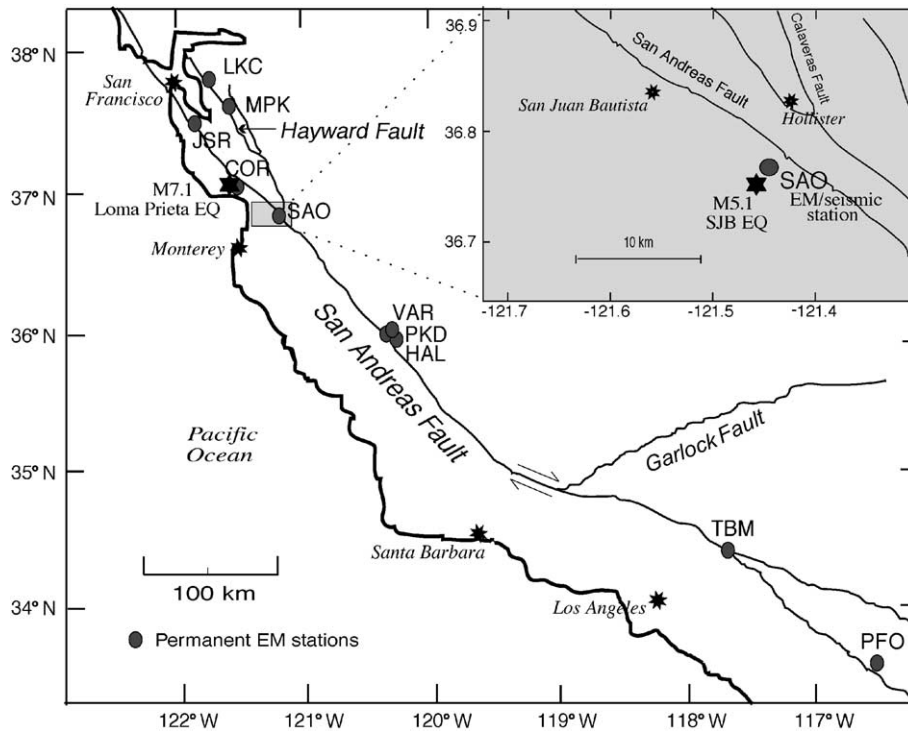 38° N
37° N
36° N
35° N
34° N
122° W
121° W
120° W
119° W
118° W
117° W
San
Francisco
LKC
MPK
Hayward Fault
JSR
COR
M7.1
Loma Prieta EQ
SAO
Monterey
VAR
PKD
HAL
San Andreas Fault
Pacific
Ocean
Garlock Fault
Santa Barbara
TBM
Los Angeles
PFO
100 km
Permanent EM stations
36.9
36.8
36.7
-121.7
-121.6
-121.5
-121.4
San Andreas Fault
Calaveras Fault
San Juan Bautista
Hollister
SAO
EM/seismic
station
M5.1
SJB EQ
10 km